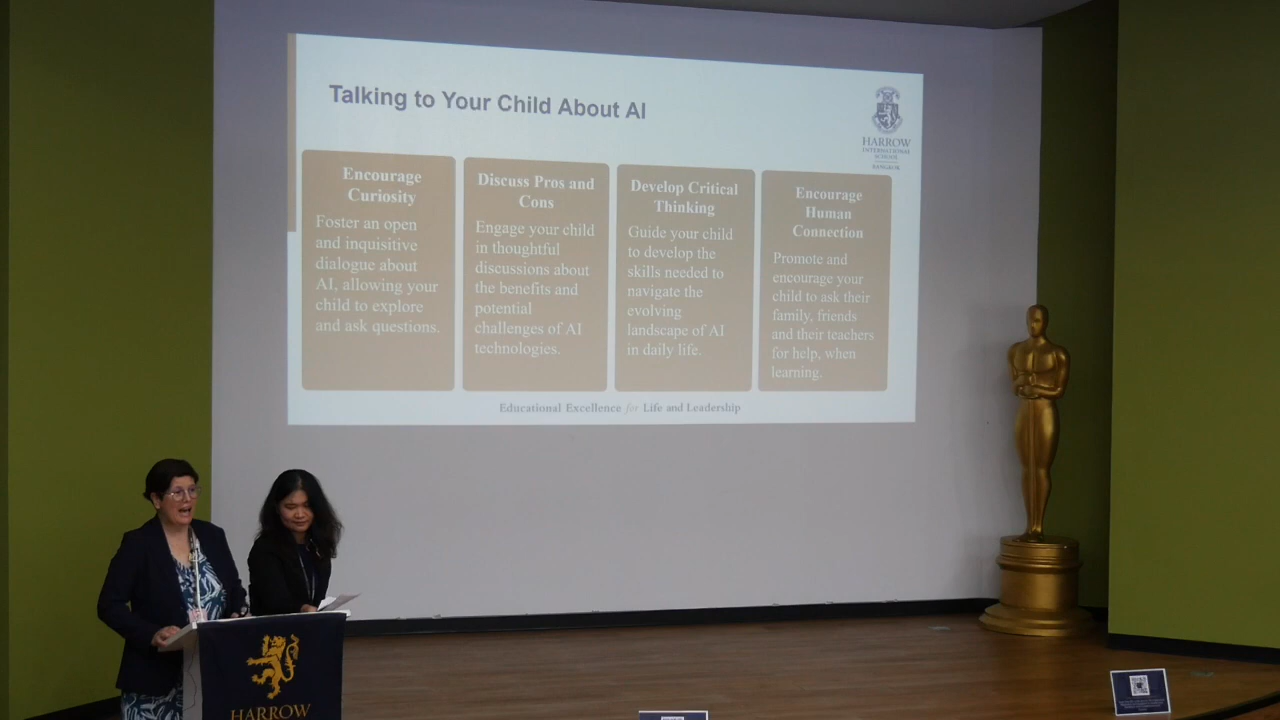 Talking to Your Child About AI
HARROW
INTERNATIONAL
SCHOOL
BANGKOK
Encourage
Curiosity
Foster an open
and inquisitive
dialogue about
AI, allowing your
child to explore
and ask questions.
Discuss Pros and
Cons
Engage your child
in thoughtful
discussions about
the benefits and
potential
challenges of AI
technologies.
Develop Critical
Thinking
Guide your child
to develop the
skills needed to
navigate the
evolving
landscape of AI
in daily life.
Encourage
Human
Connection
Promote and
encourage your
child to ask their
family, friends
and their teachers
for help, when
learning.
Educational Excellence for Life and Leadership
HARROW